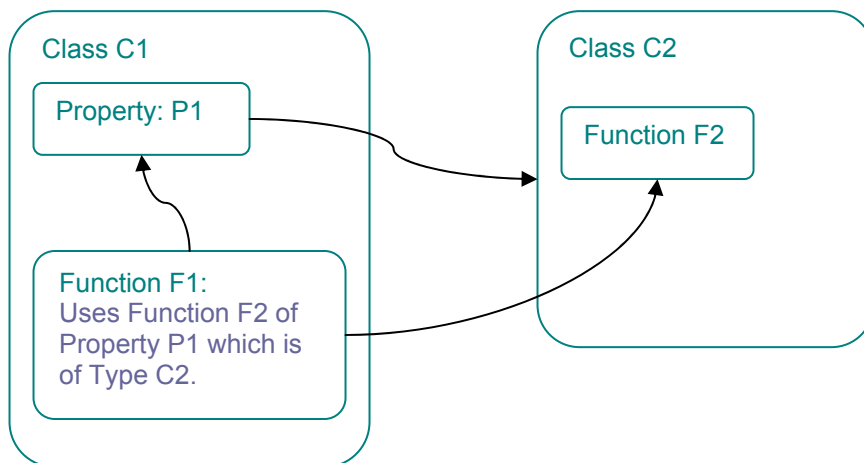 Class C1
Property: P1
Function F1:
Uses Function F2 of
Property P1 which is
of Type C2.
Class C2
Function F2